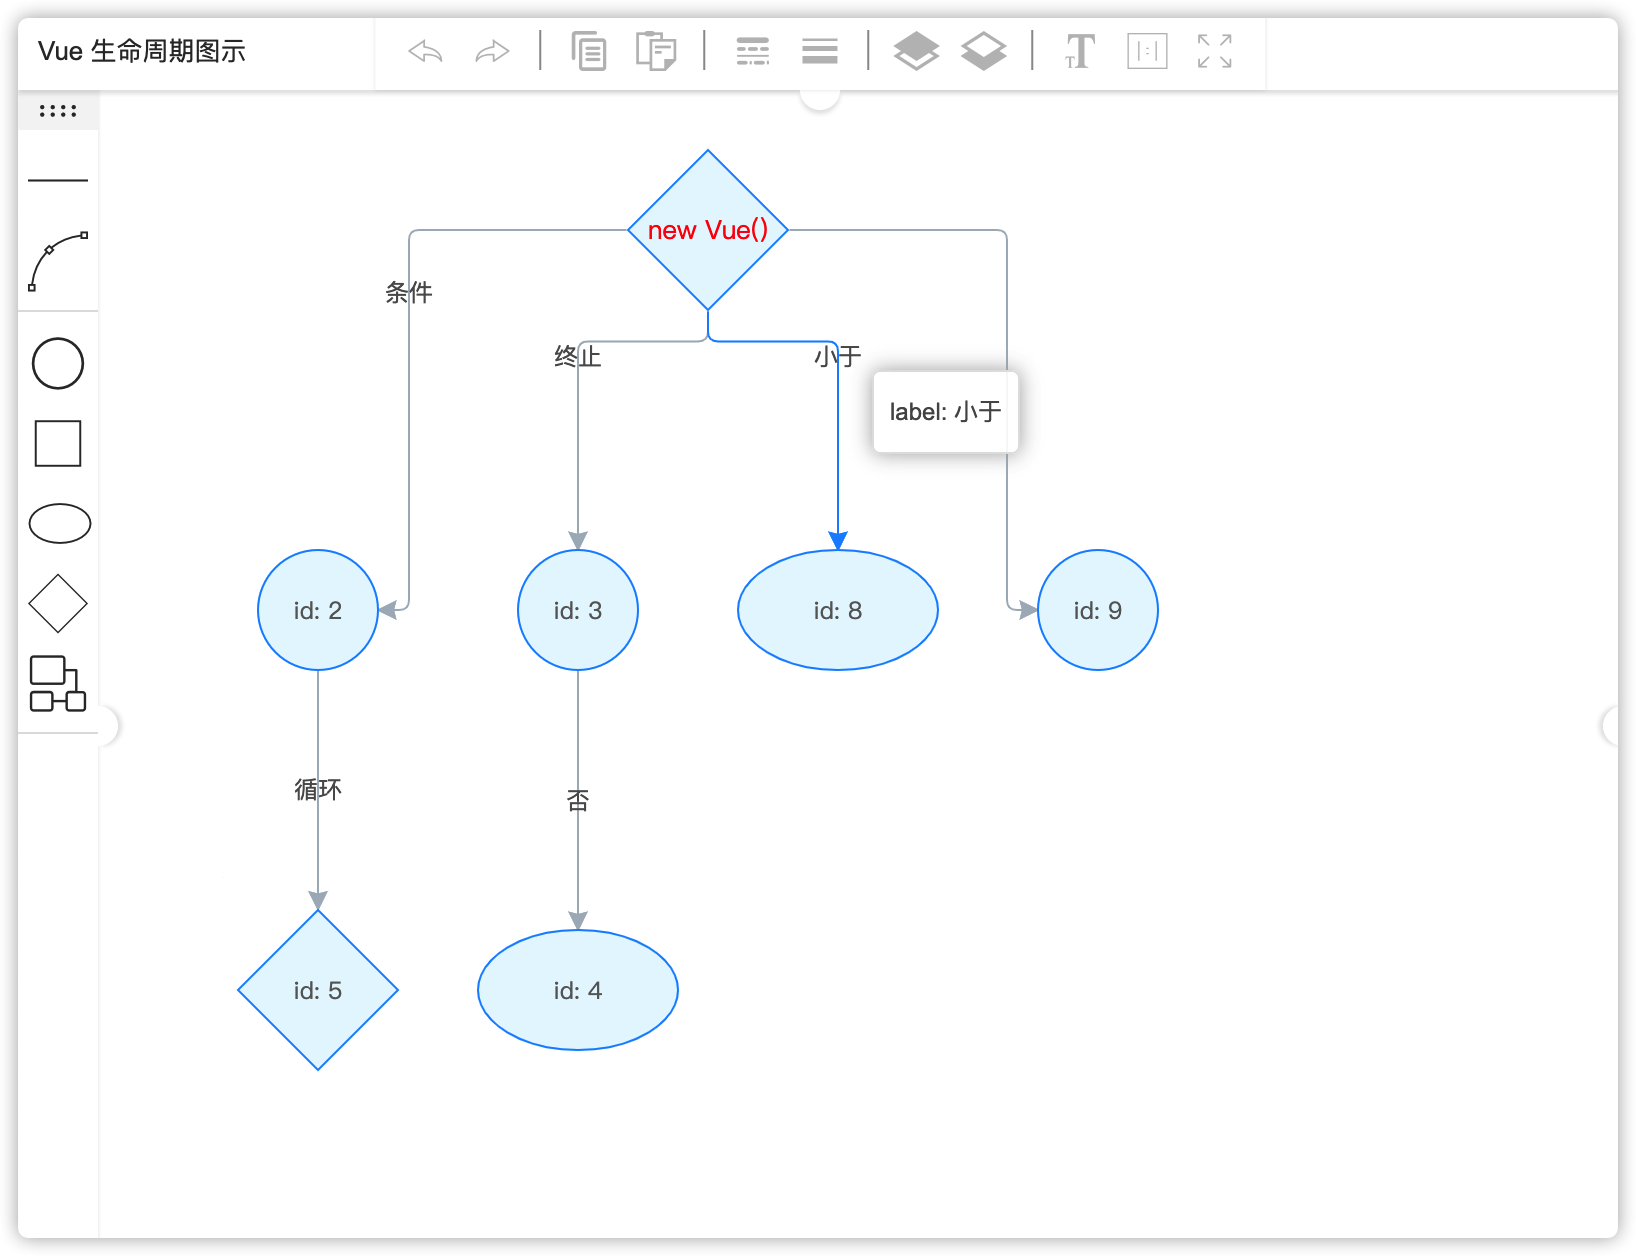 Vue 生命周期图示
new Vue()
条件
终止
小于
label: 小于
id: 2
id: 3
id: 8
id: 9
循环
否
id: 5
id: 4